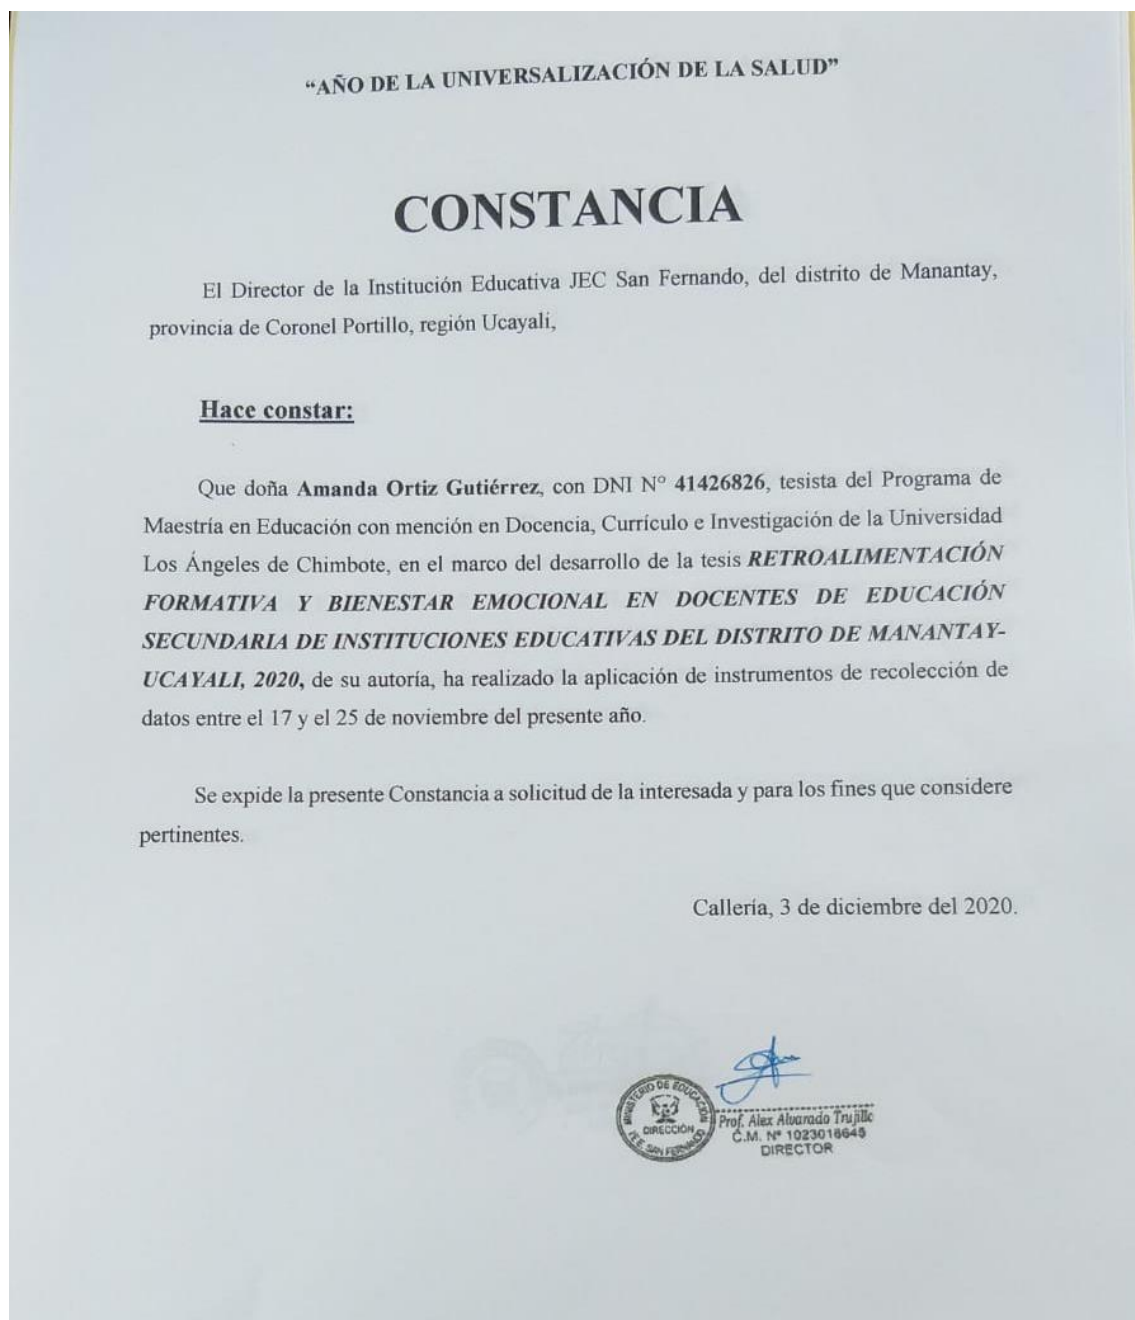 “AÑO DE LA UNIVERSALIZACIÓN DE LA SALUD”
CONSTANCIA
El Director de la Institución Educativa JEC San Fernando, del distrito de Manantay,
provincia de Coronel Portillo, región Ucayali,
Hace constar:
Que doña Amanda Ortiz Gutiérrez, con DNI N° 41426826, tesista del Programa de
Maestría en Educación con mención en Docencia, Currículo e Investigación de la Universidad
Los Ángeles de Chimbote, en el marco del desarrollo de la tesis RETROALIMENTACIÓN
FORMATIVA Y BIENESTAR EMOCIONAL EN DOCENTES DE EDUCACIÓN
SECUNDARIA DE INSTITUCIONES EDUCATIVAS DEL DISTRITO DE MANANTAY-
UCAYALI, 2020, de su autoría, ha realizado la aplicación de instrumentos de recolección de
datos entre el 17 y el 25 de noviembre del presente año.
Se expide la presente Constancia a solicitud de la interesada y para los fines que considere
pertinentes.
Callería, 3 de diciembre del 2020.
MINISTERIO DE EDUCACIÓN
DIRECCIÓN
I.E. SAN FERNANDO
Prof. Alex Alvarado Trujillo
C.M. N° 1023018645
DIRECTOR